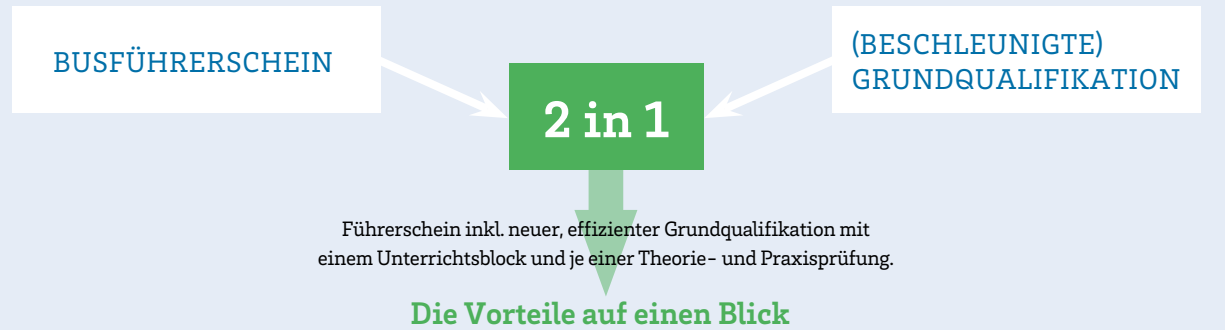 BUSFÜHRERSCHEIN
(BESCHLEUNIGTE)
GRUNDQUALIFIKATION
2 in 1
Führerschein inkl. neuer, effizienter Grundqualifikation mit
einem Unterrichtsblock und je einer Theorie- und Praxisprüfung.
Die Vorteile auf einen Blick